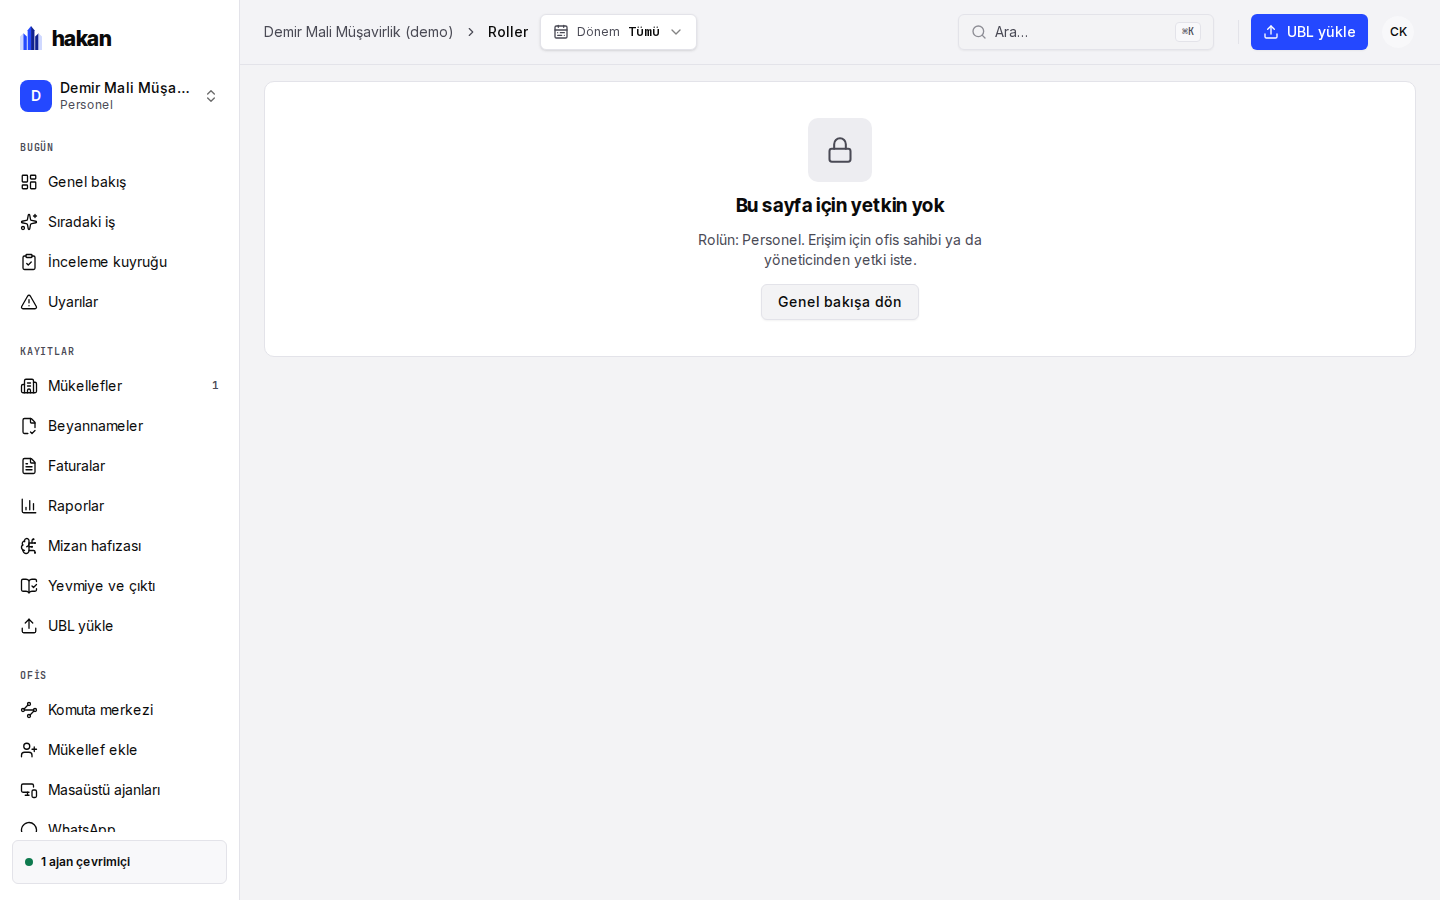 hakan
D
Demir Mali Müşa...
Personel
BUGÜN
Genel bakış
Sıradaki iş
İnceleme kuyruğu
Uyarılar
KAYITLAR
Mükellefler 1
Beyannameler
Faturalar
Raporlar
Mizan hafızası
Yevmiye ve çıktı
UBL yükle
OFİS
Komuta merkezi
Mükellef ekle
Masaüstü ajanları
WhatsApp
1 ajan çevrimiçi
Demir Mali Müşavirlik (demo) > Roller
Dönem Tümü
Ara...
⌘K
UBL yükle
CK
Bu sayfa için yetkin yok
Rolün: Personel. Erişim için ofis sahibi ya da
yöneticinden yetki iste.
Genel bakışa dön